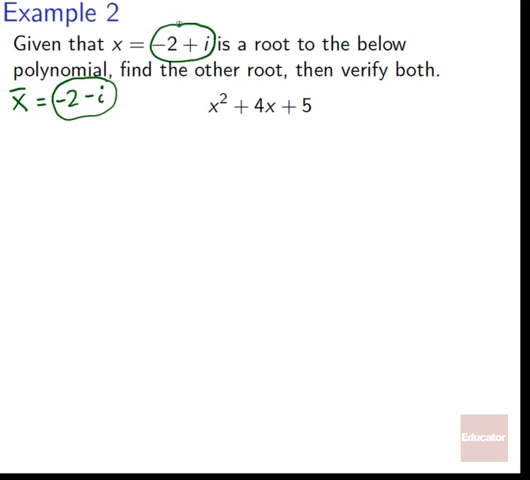 Example 2
Given that x = −2 + i is a root to the below
polynomial, find the other root, then verify both.
x̄ = −2 − i
x² + 4x + 5
Educator